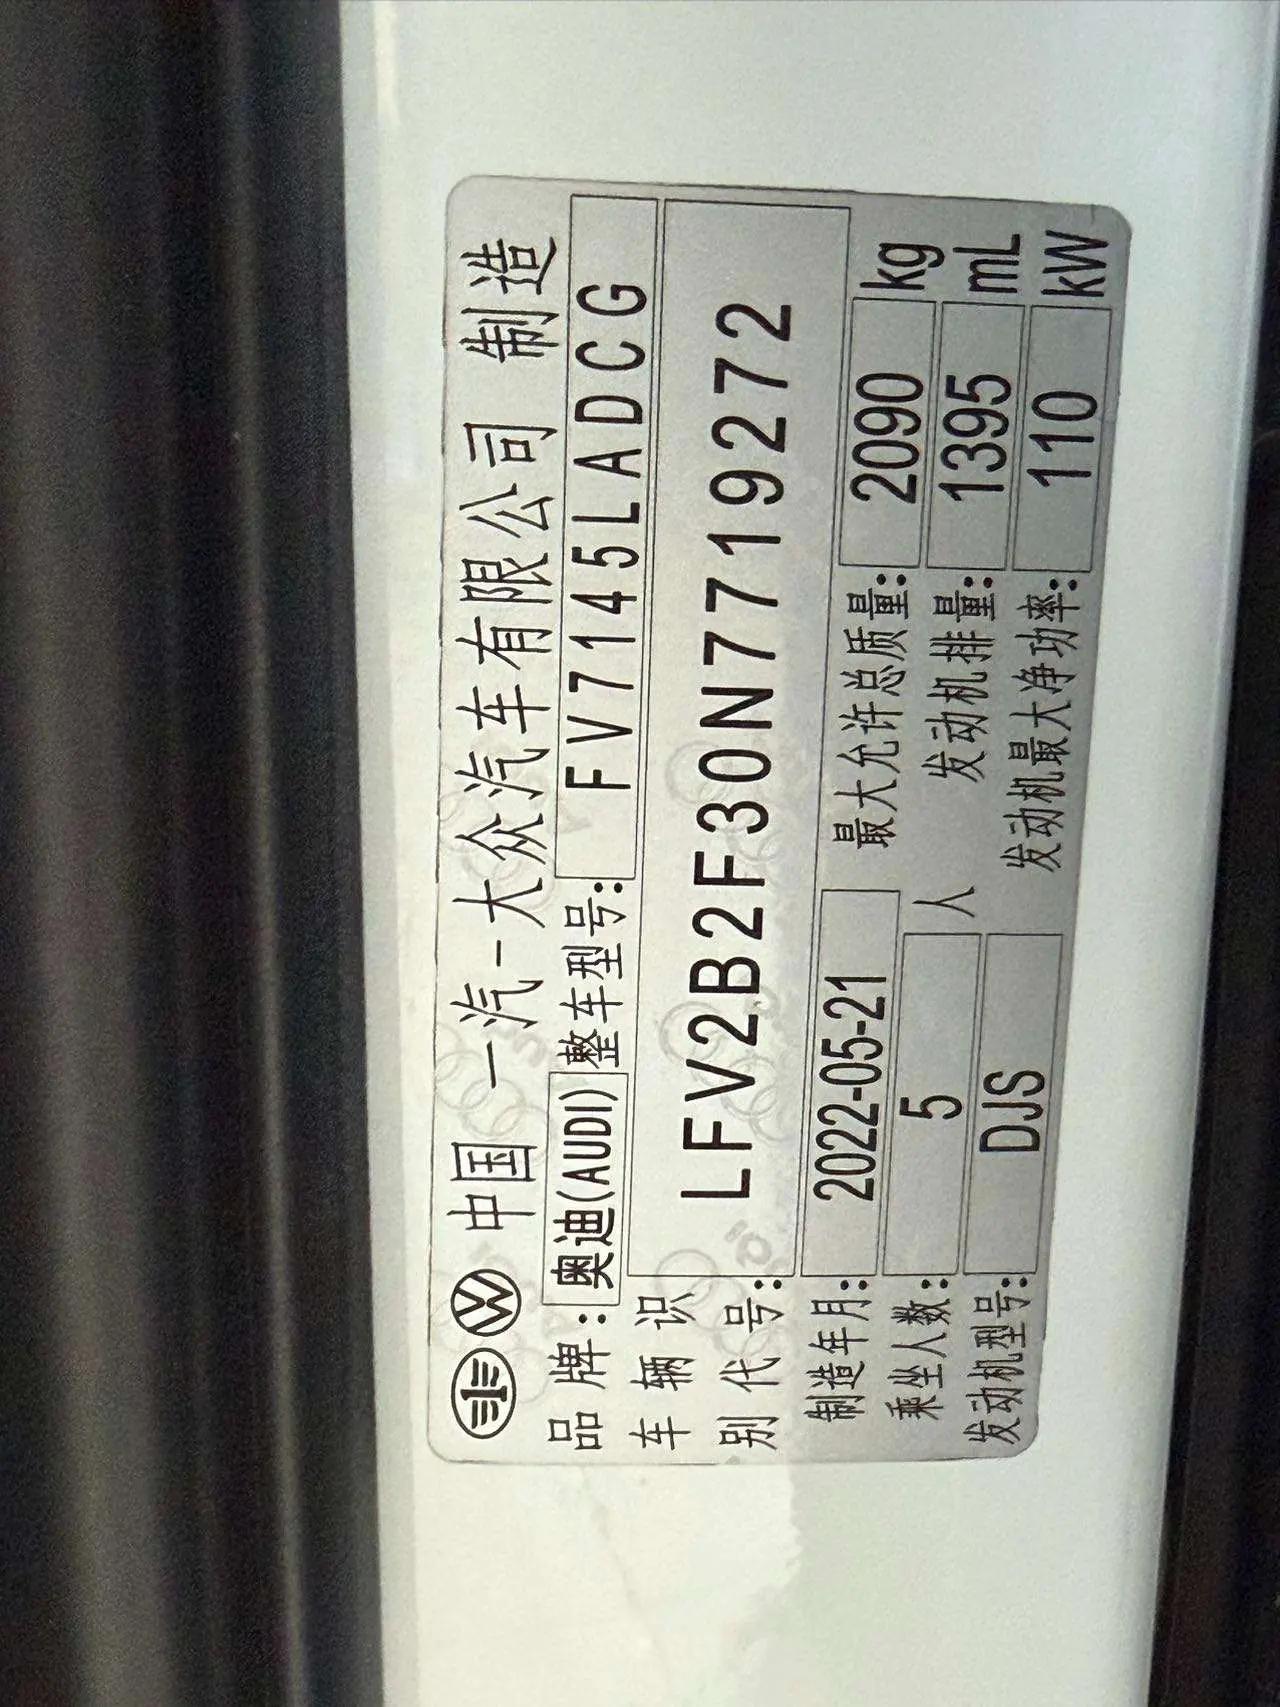 中国 一汽-大众汽车有限公司 制造
品牌: 奥迪(AUDI) 整车型号: FV7145LADCG
车辆识别代号: LFV2B2F30N7719272
制造年月: 2022-05-21 最大允许总质量: 2090 kg
乘坐人数: 5 人 发动机排量: 1395 mL
发动机型号: DJS 发动机最大净功率: 110 kW